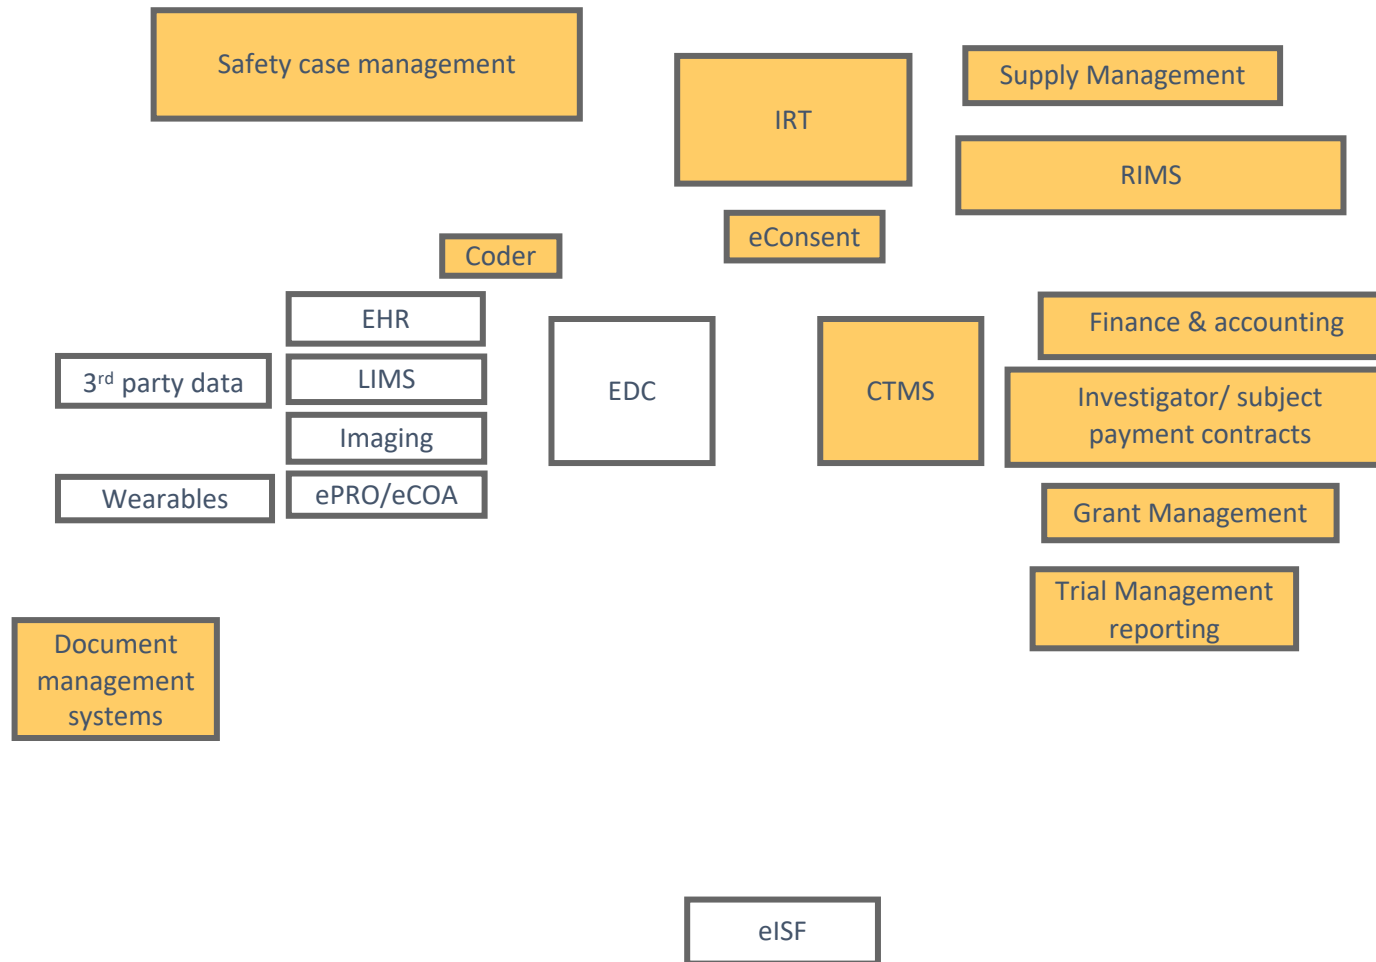 Safety case management
IRT
Supply Management
RIMS
eConsent
Coder
EHR
3rd party data
LIMS
Imaging
Wearables
ePRO/eCOA
EDC
CTMS
Finance & accounting
Investigator/ subject
payment contracts
Grant Management
Trial Management
reporting
Document
management
systems
eISF